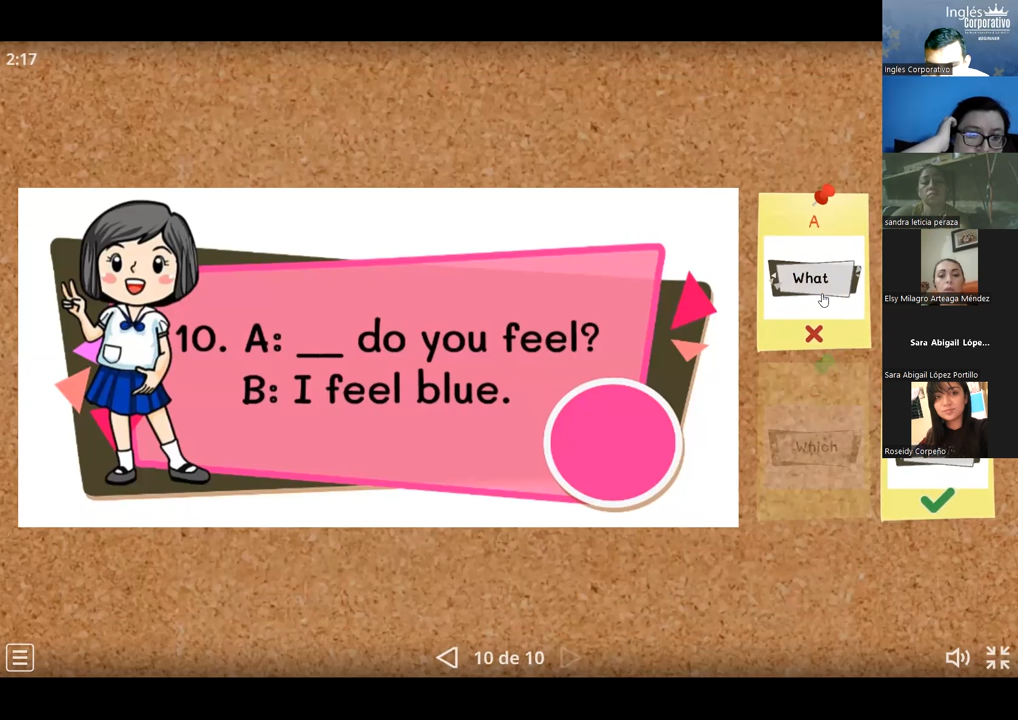 2:17
10. A: __ do you feel?
B: I feel blue.
A
What
Which
10 de 10
Inglés
Corporativo
BEGINNER
Ingles Corporativo
sandra leticia peraza
Elsy Milagro Arteaga Méndez
Sara Abigail Lópe...
Sara Abigail López Portillo
Roseidy Corpeño